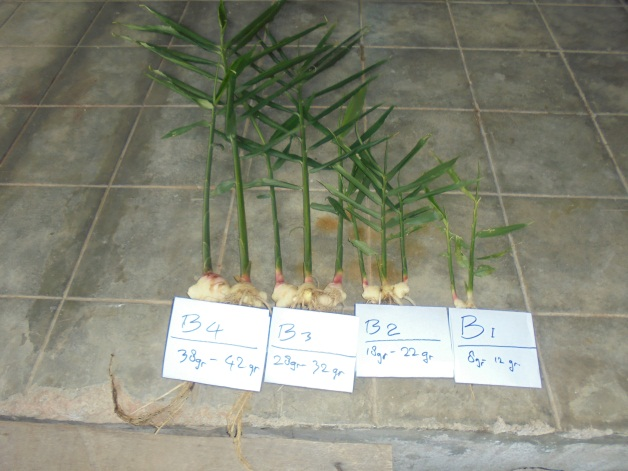 B4
38gr - 42 gr
B3
28gr - 32 gr
B2
18gr - 22 gr
B1
8gr - 12 gr.